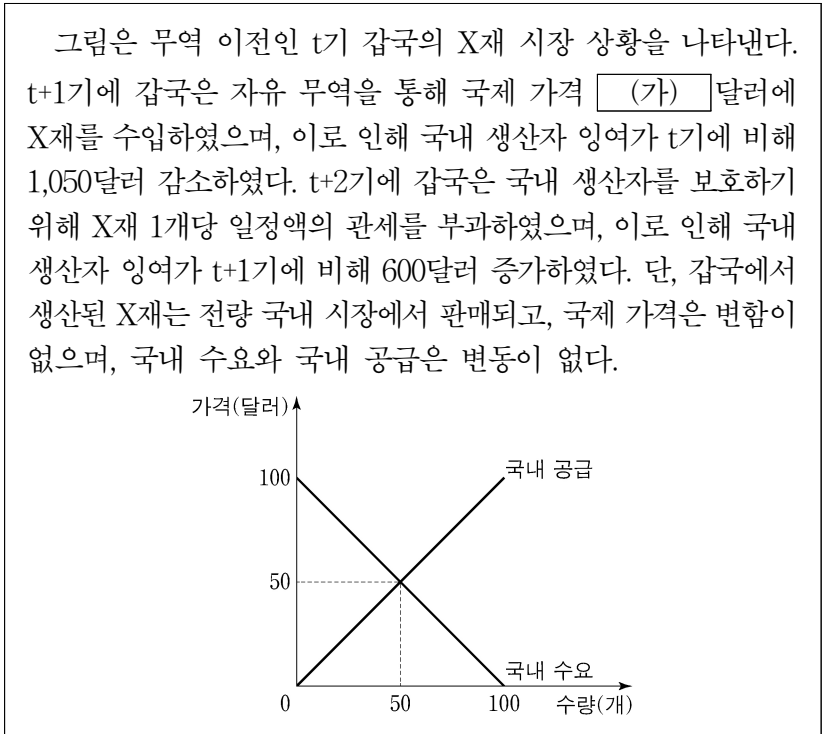 그림은 무역 이전인 t기 갑국의 X재 시장 상황을 나타낸다.
t+1기에 갑국은 자유 무역을 통해 국제 가격 (가) 달러에
X재를 수입하였으며, 이로 인해 국내 생산자 잉여가 t기에 비해
1,050달러 감소하였다. t+2기에 갑국은 국내 생산자를 보호하기
위해 X재 1개당 일정액의 관세를 부과하였으며, 이로 인해 국내
생산자 잉여가 t+1기에 비해 600달러 증가하였다. 단, 갑국에서
생산된 X재는 전량 국내 시장에서 판매되고, 국제 가격은 변함이
없으며, 국내 수요와 국내 공급은 변동이 없다.
가격(달러)
국내 공급
100
50
국내 수요
0 50 100 수량(개)